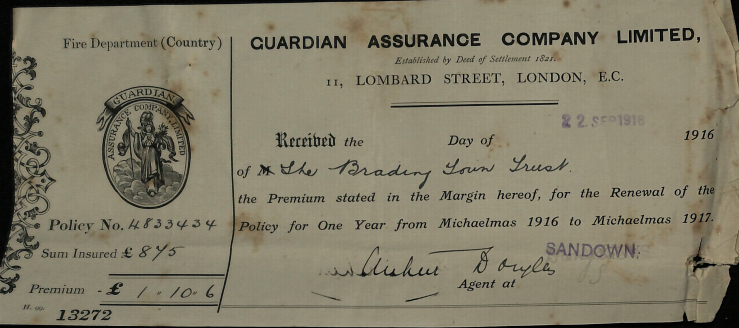 Fire Department (Country)
GUARDIAN
ASSURANCE COMPANY, LIMITED
Policy No. 4833434
Sum Insured £ 845
Premium - £ 1-10-6
H. oo.
13272
GUARDIAN ASSURANCE COMPANY LIMITED,
Established by Deed of Settlement 1821.
11, LOMBARD STREET, LONDON, E.C.
22 SEP 1916
Received the Day of 1916
of The Brading Town Trust.
the Premium stated in the Margin hereof, for the Renewal of the
Policy for One Year from Michaelmas 1916 to Michaelmas 1917.
SANDOWN.
Agent at